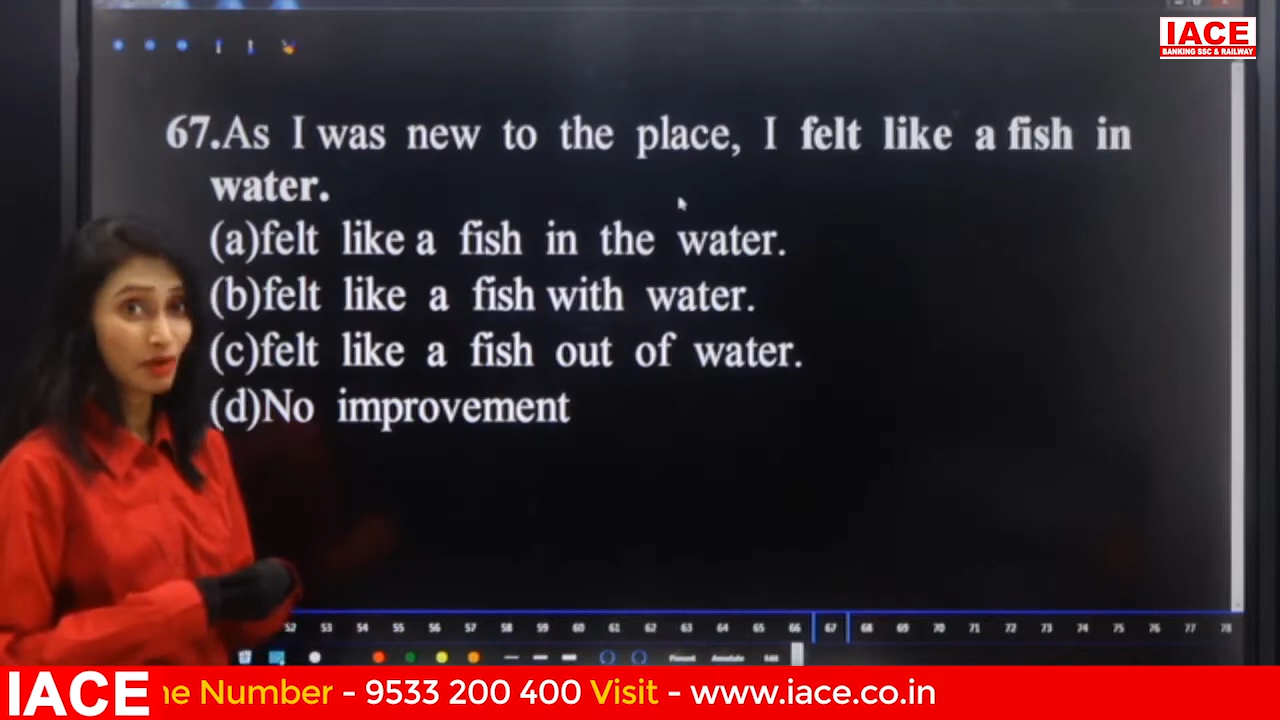 IACE
BANKING SSC & RAILWAY
67.As I was new to the place, I felt like a fish in
water.
(a)felt like a fish in the water.
(b)felt like a fish with water.
(c)felt like a fish out of water.
(d)No improvement
52 53 54 55 56 57 58 59 60 61 62 63 64 65 66 67 68 69 70 71 72 73 74 75 76 77 78
Present Annotate Edit
IACE ne Number - 9533 200 400 Visit - www.iace.co.in